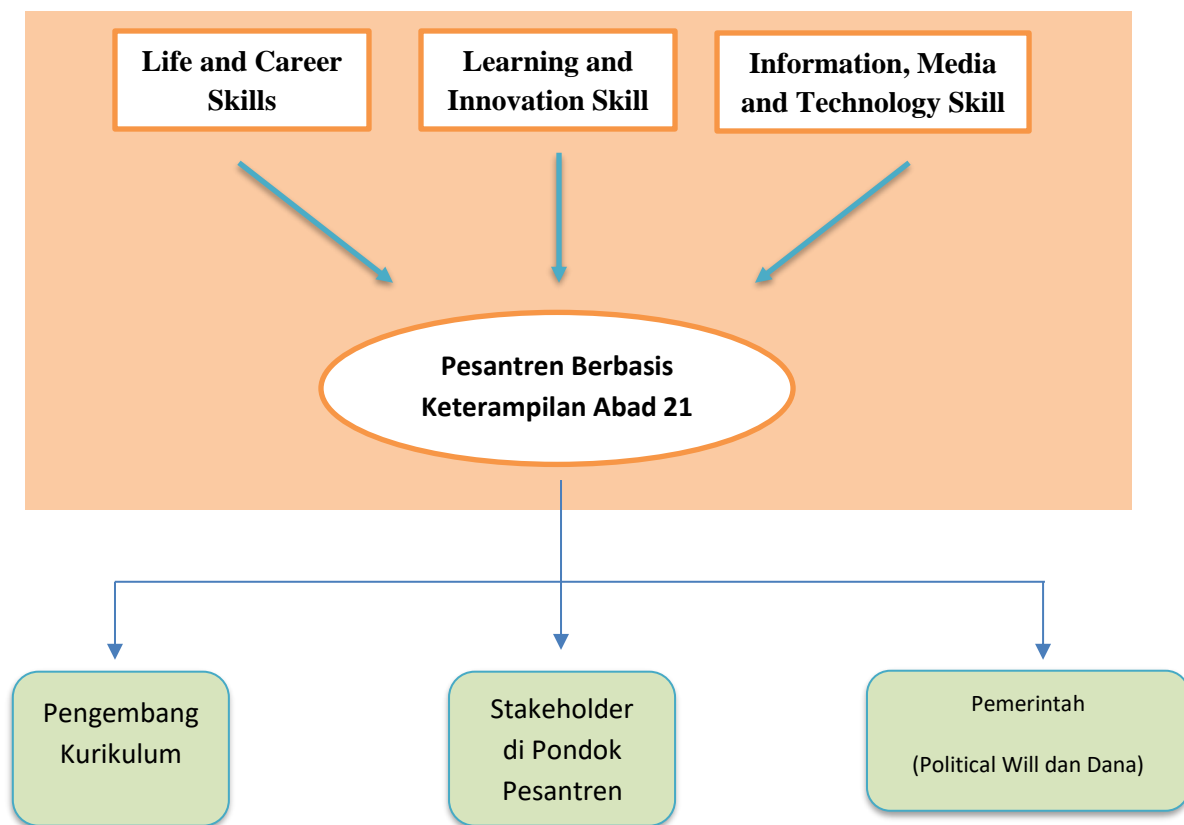 Life and Career
Skills
Learning and
Innovation Skill
Information, Media
and Technology Skill
Pesantren Berbasis
Keterampilan Abad 21
Pengembang
Kurikulum
Stakeholder
di Pondok
Pesantren
Pemerintah
(Political Will dan Dana)